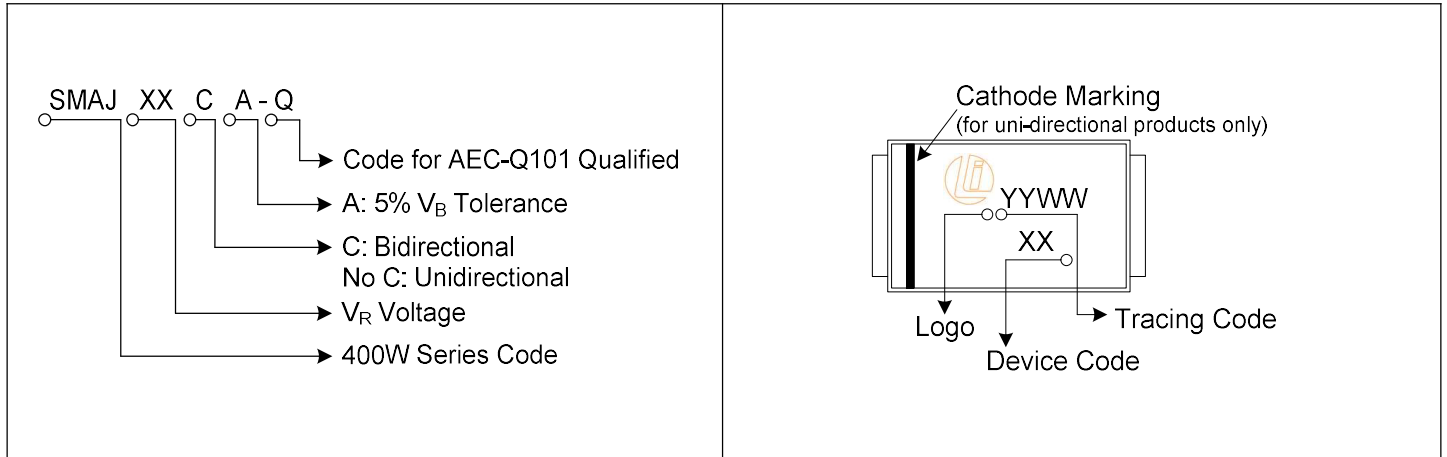 SMAJ XX C A - Q
Code for AEC-Q101 Qualified
A: 5% VB Tolerance
C: Bidirectional
No C: Unidirectional
VR Voltage
400W Series Code
Cathode Marking
(for uni-directional products only)
YYWW
XX
Logo
Tracing Code
Device Code